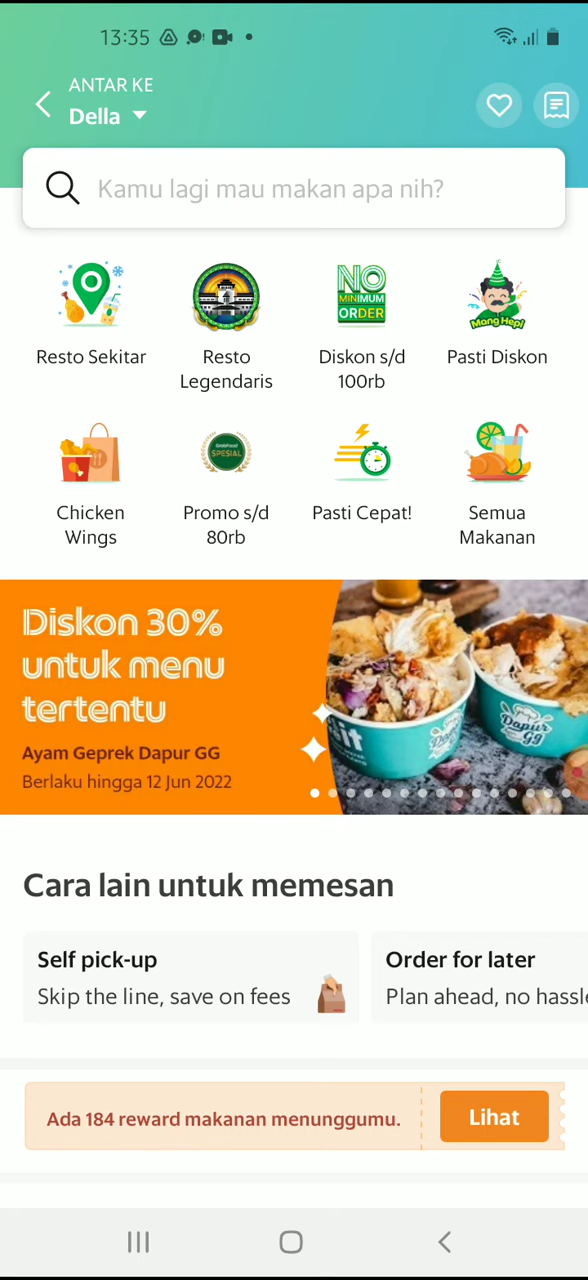 13:35
ANTAR KE
Della
Kamu lagi mau makan apa nih?
NO
MINIMUM
ORDER
Mang Hepi
Resto Sekitar
Resto
Legendaris
Diskon s/d
100rb
Pasti Diskon
GrabFood
SPESIAL
Chicken
Wings
Promo s/d
80rb
Pasti Cepat!
Semua
Makanan
Diskon 30%
untuk menu
tertentu
Ayam Geprek Dapur GG
Berlaku hingga 12 Jun 2022
Dapur
GG
Cara lain untuk memesan
Self pick-up
Skip the line, save on fees
Order for later
Plan ahead, no hassl
Ada 184 reward makanan menunggumu.
Lihat